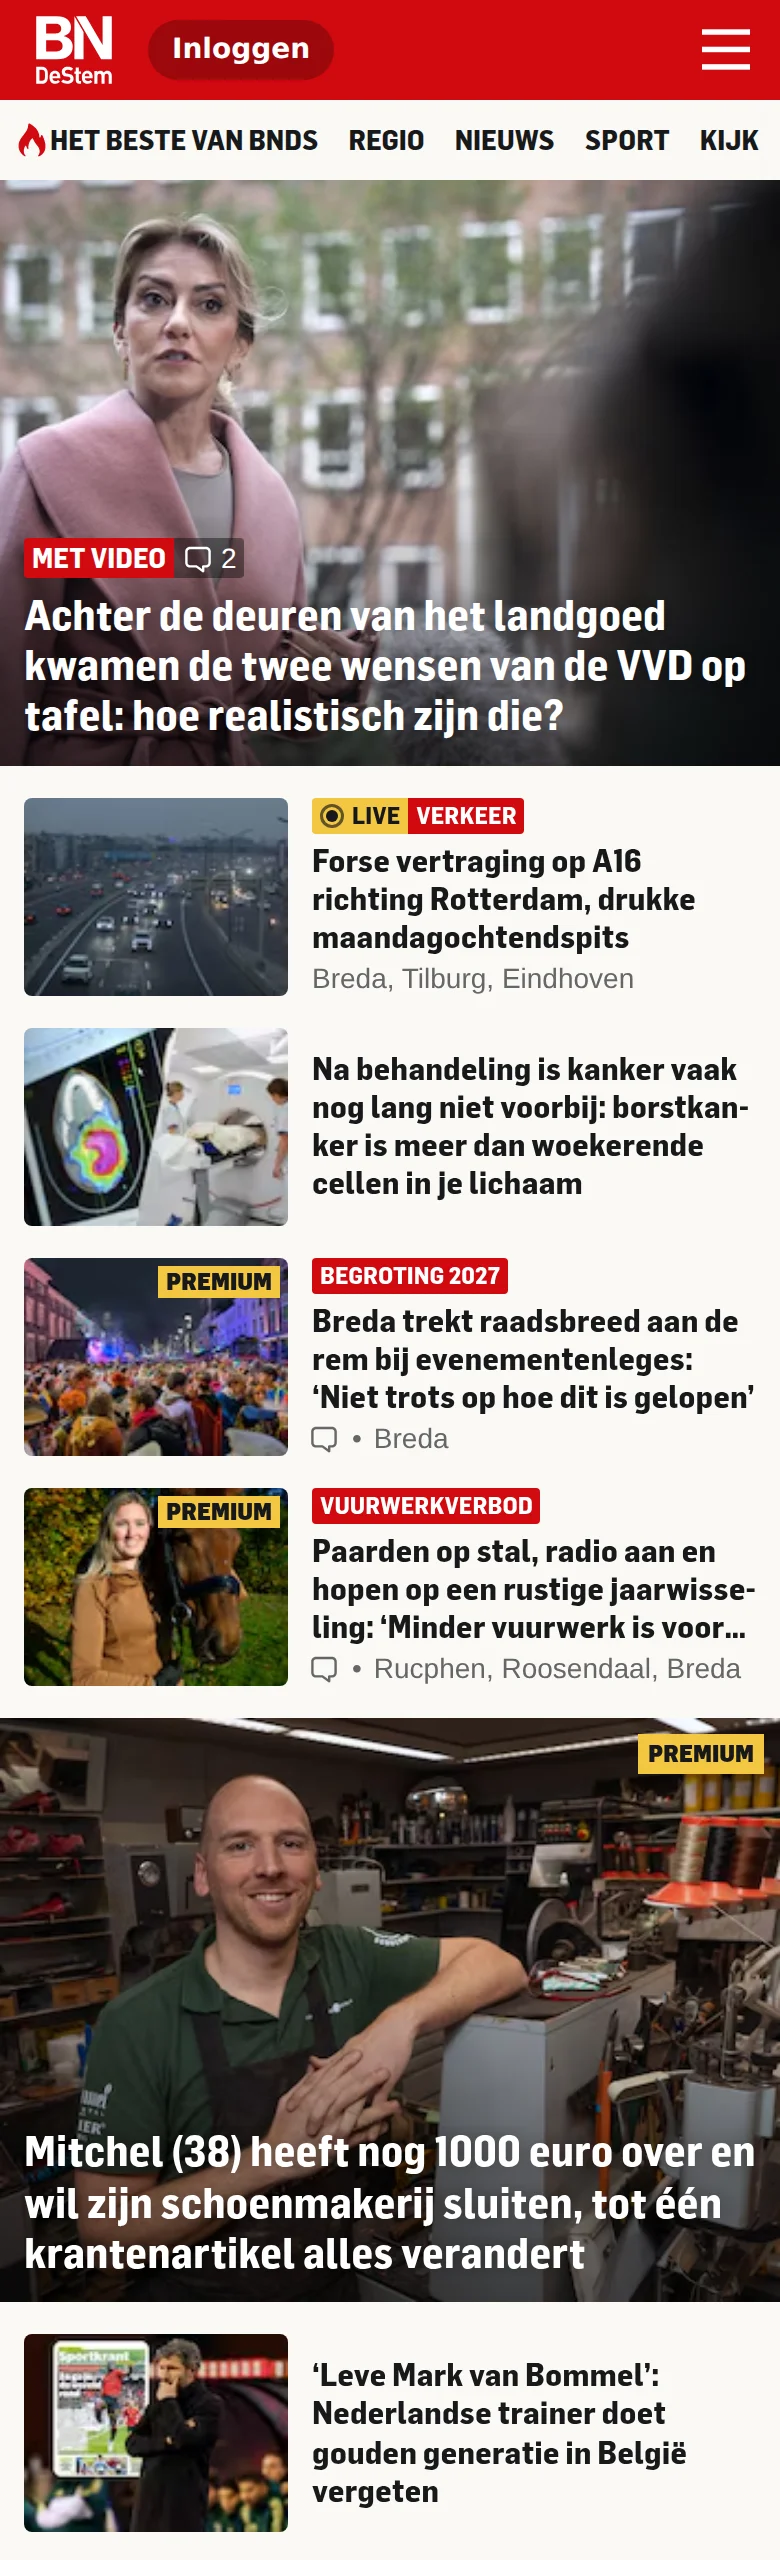 BN
DeStem
Inloggen
HET BESTE VAN BNDS REGIO NIEUWS SPORT KIJK
MET VIDEO 2
Achter de deuren van het landgoed
kwamen de twee wensen van de VVD op
tafel: hoe realistisch zijn die?
LIVE VERKEER
Forse vertraging op A16
richting Rotterdam, drukke
maandagochtendspits
Breda, Tilburg, Eindhoven
Na behandeling is kanker vaak
nog lang niet voorbij: borstkan-
ker is meer dan woekerende
cellen in je lichaam
PREMIUM
BEGROTING 2027
Breda trekt raadsbreed aan de
rem bij evenementenleges:
‘Niet trots op hoe dit is gelopen’
• Breda
PREMIUM
VUURWERKVERBOD
Paarden op stal, radio aan en
hopen op een rustige jaarwisse-
ling: ‘Minder vuurwerk is voor...
• Rucphen, Roosendaal, Breda
PREMIUM
Mitchel (38) heeft nog 1000 euro over en
wil zijn schoenmakerij sluiten, tot één
krantenartikel alles verandert
Sportkrant
‘Leve Mark van Bommel’:
Nederlandse trainer doet
gouden generatie in België
vergeten